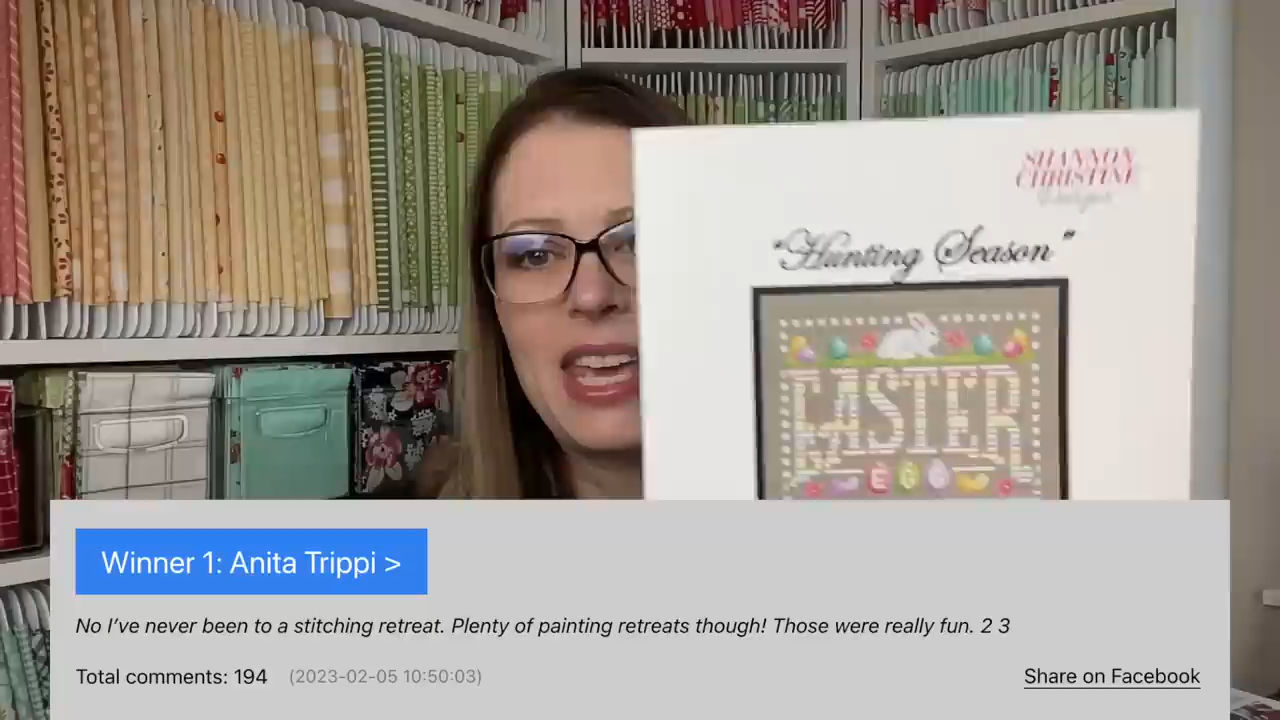 SHANNON
CHRISTINE
Designs
"Hunting Season"
EASTER
EGG
Winner 1: Anita Trippi >
No I've never been to a stitching retreat. Plenty of painting retreats though! Those were really fun. 2 3
Total comments: 194 (2023-02-05 10:50:03) Share on Facebook